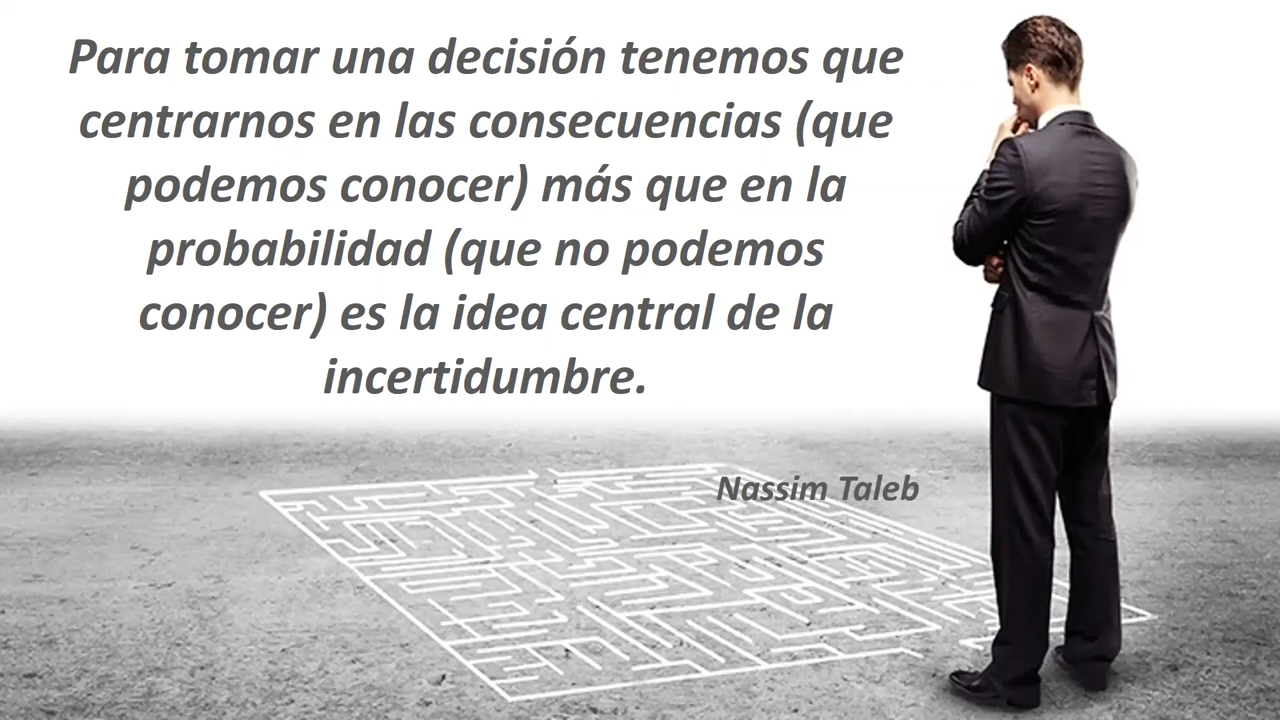 Para tomar una decisión tenemos que
centrarnos en las consecuencias (que
podemos conocer) más que en la
probabilidad (que no podemos
conocer) es la idea central de la
incertidumbre.
Nassim Taleb